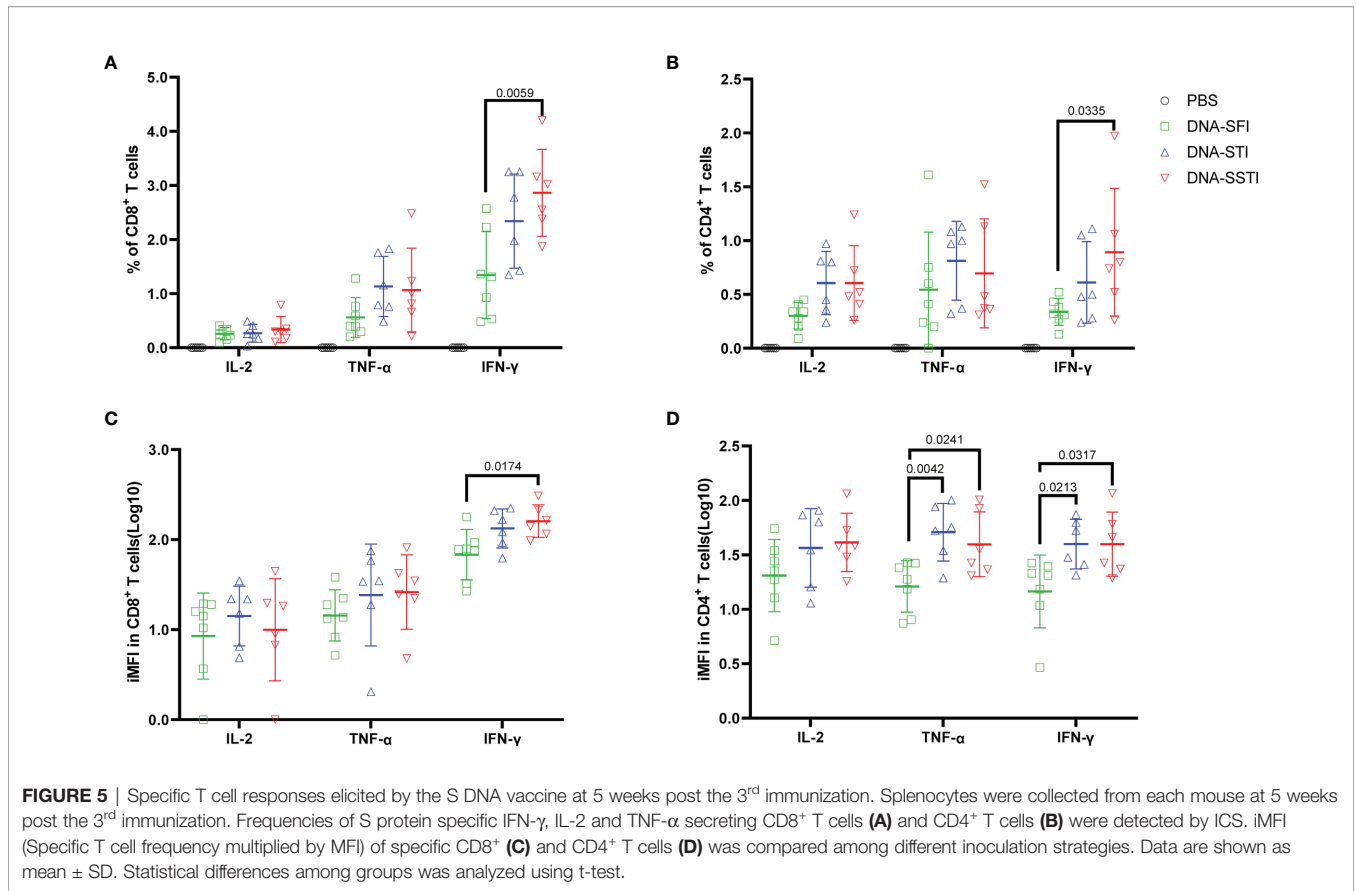 A
5.0
4.0
3.0
2.0
1.0
0.0
% of CD8⁺ T cells
0.0059
IL-2 TNF-α IFN-γ
B
2.5
2.0
1.5
1.0
0.5
0.0
% of CD4⁺ T cells
0.0335
IL-2 TNF-α IFN-γ
PBS
DNA-SFI
DNA-STI
DNA-SSTI
C
3.0
2.0
1.0
0.0
iMFI in CD8⁺ T cells(Log10)
0.0174
IL-2 TNF-α IFN-γ
D
2.5
2.0
1.5
1.0
0.5
0.0
iMFI in CD4⁺ T cells(Log10)
0.0241
0.0042
0.0317
0.0213
IL-2 TNF-α IFN-γ
FIGURE 5 | Specific T cell responses elicited by the S DNA vaccine at 5 weeks post the 3rd immunization. Splenocytes were collected from each mouse at 5 weeks
post the 3rd immunization. Frequencies of S protein specific IFN-γ, IL-2 and TNF-α secreting CD8⁺ T cells (A) and CD4⁺ T cells (B) were detected by ICS. iMFI
(Specific T cell frequency multiplied by MFI) of specific CD8⁺ (C) and CD4⁺ T cells (D) was compared among different inoculation strategies. Data are shown as
mean ± SD. Statistical differences among groups was analyzed using t-test.